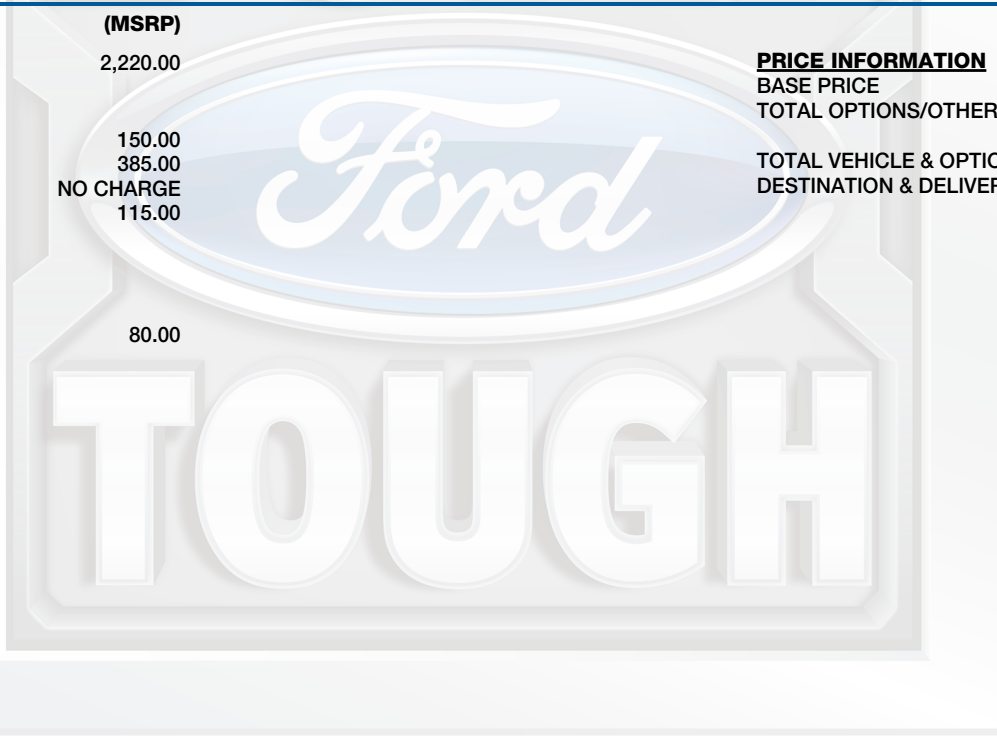 (MSRP)
2,220.00
150.00
385.00
NO CHARGE
115.00
80.00
PRICE INFORMATION
BASE PRICE
TOTAL OPTIONS/OTHER
TOTAL VEHICLE & OPTIO
DESTINATION & DELIVER
Ford
TOUGH